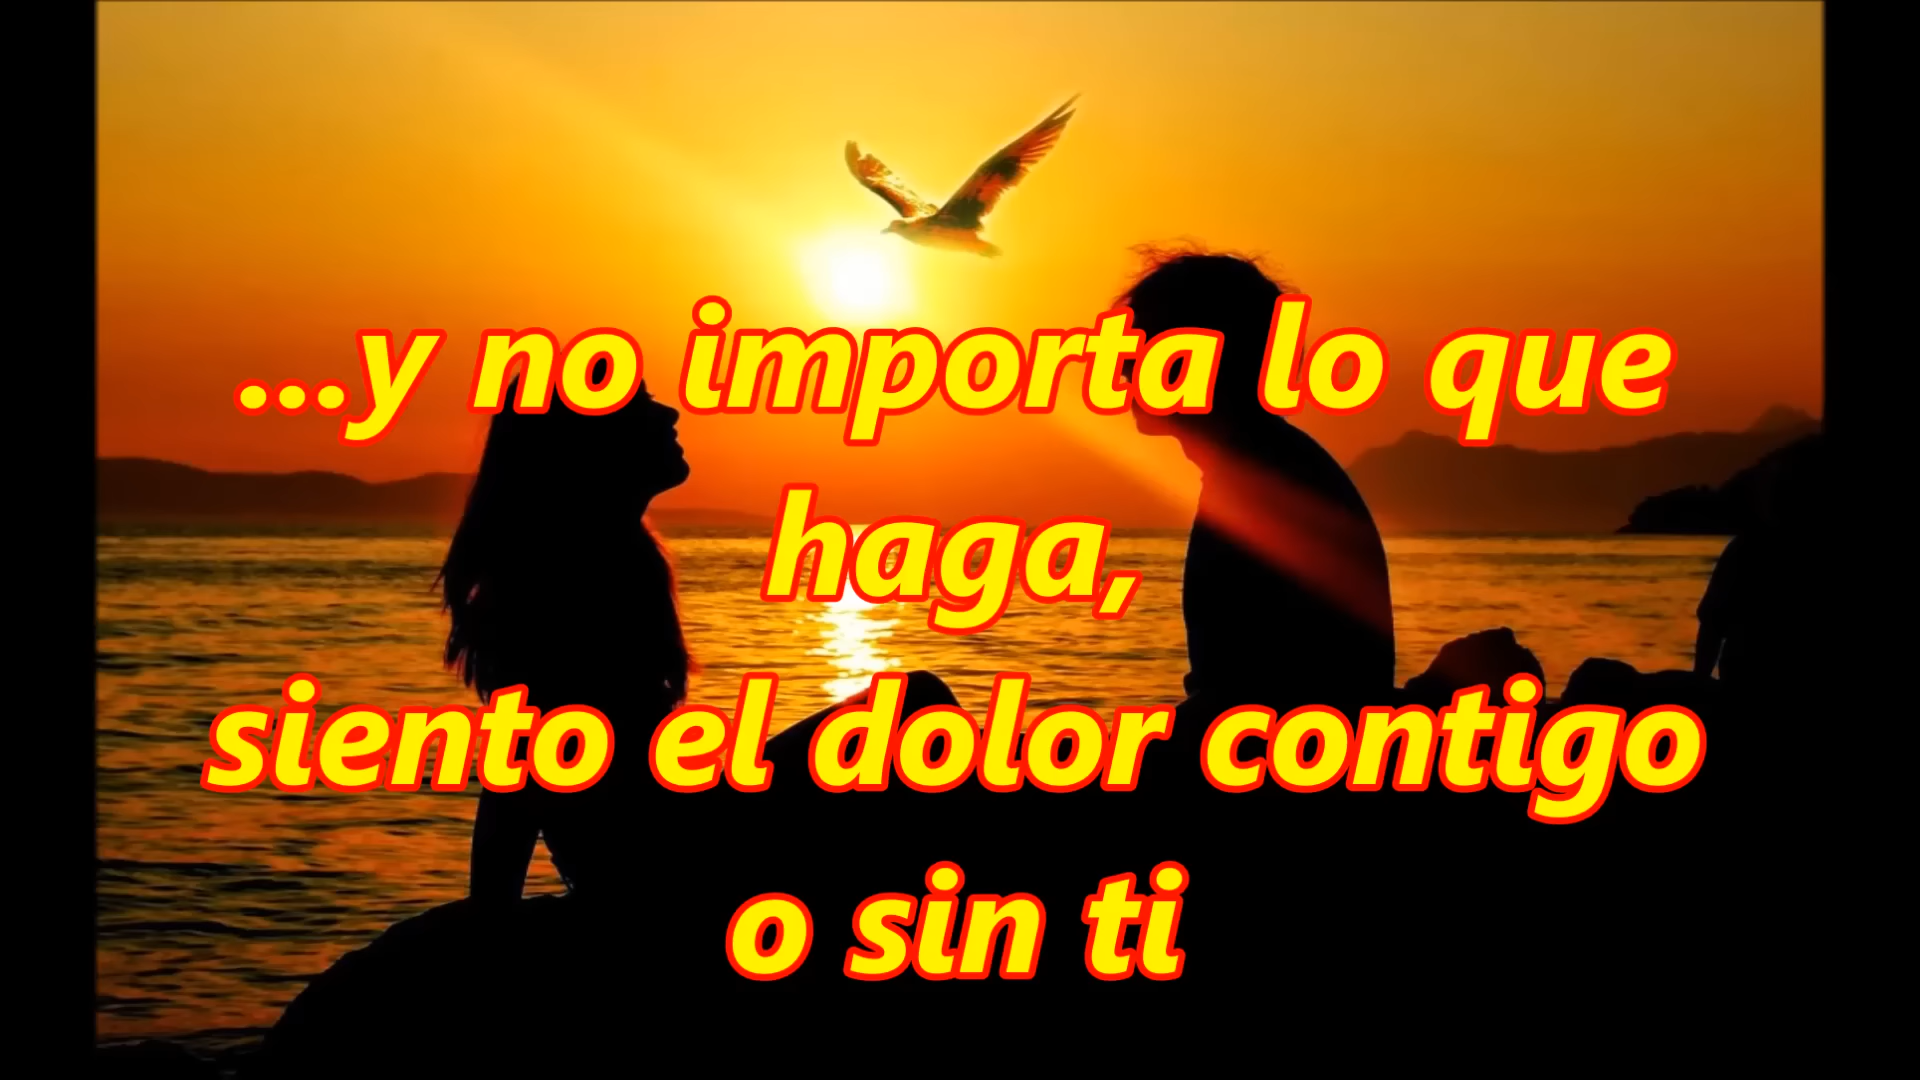 ...y no importa lo que
haga,
siento el dolor contigo
o sin ti